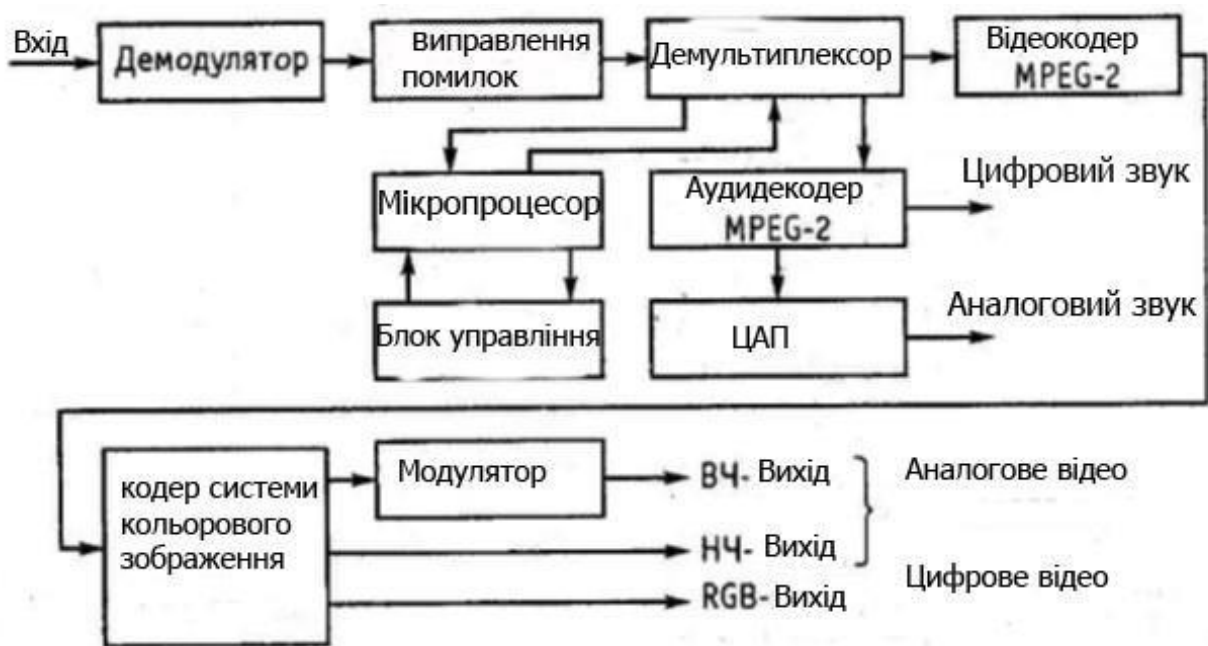 Вхід
Демодулятор
виправлення
помилок
Демультиплексор
Відеокодер
MPEG-2
Мікропроцесор
Аудидекодер
MPEG-2
Цифровий звук
Блок управління
ЦАП
Аналоговий звук
кодер системи
кольорового
зображення
Модулятор
ВЧ- Вихід
Аналогове відео
НЧ- Вихід
Цифрове відео
RGB- Вихід